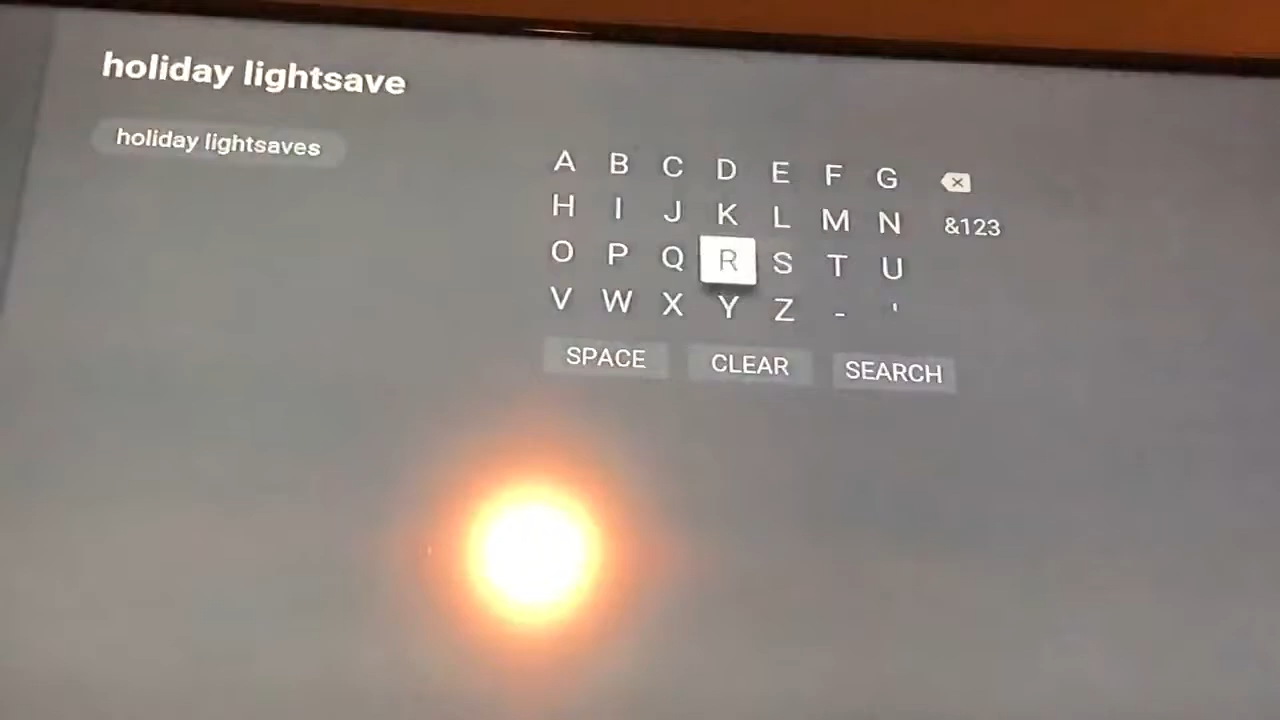 holiday lightsave
holiday lightsaves
A B C D E F G
H I J K L M N &123
O P Q R S T U
V W X Y Z - '
SPACE CLEAR SEARCH